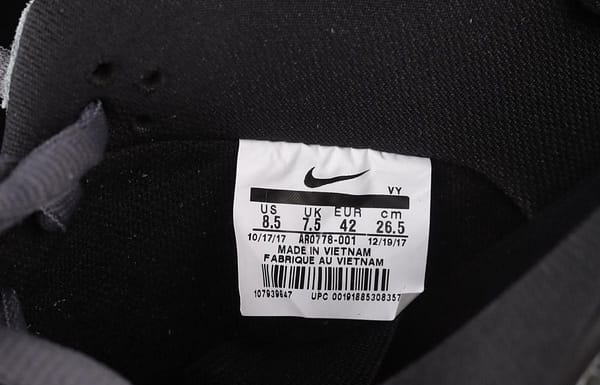 VY
US UK EUR cm
8.5 7.5 42 26.5
10/17/17 AR0778-001 12/19/17
MADE IN VIETNAM
FABRIQUE AU VIETNAM
107939647 UPC 00191885308357